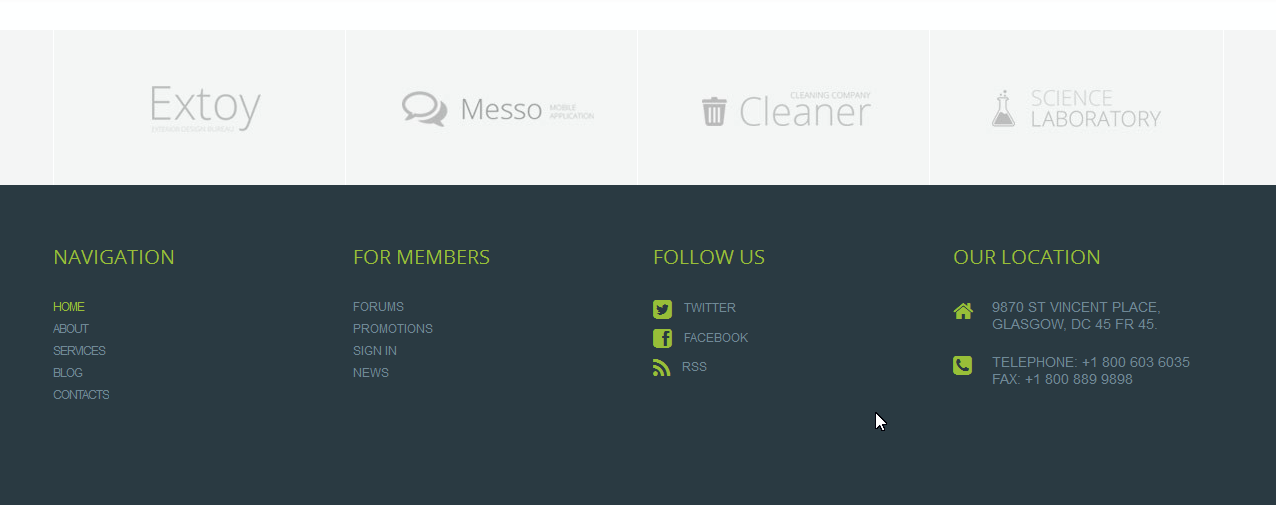 Extoy
EXTERIOR DESIGN BUREAU
Messo
MOBILE
APPLICATION
CLEANING COMPANY
Cleaner
SCIENCE
LABORATORY
NAVIGATION
HOME
ABOUT
SERVICES
BLOG
CONTACTS
FOR MEMBERS
FORUMS
PROMOTIONS
SIGN IN
NEWS
FOLLOW US
TWITTER
FACEBOOK
RSS
OUR LOCATION
9870 ST VINCENT PLACE,
GLASGOW, DC 45 FR 45.
TELEPHONE: +1 800 603 6035
FAX: +1 800 889 9898